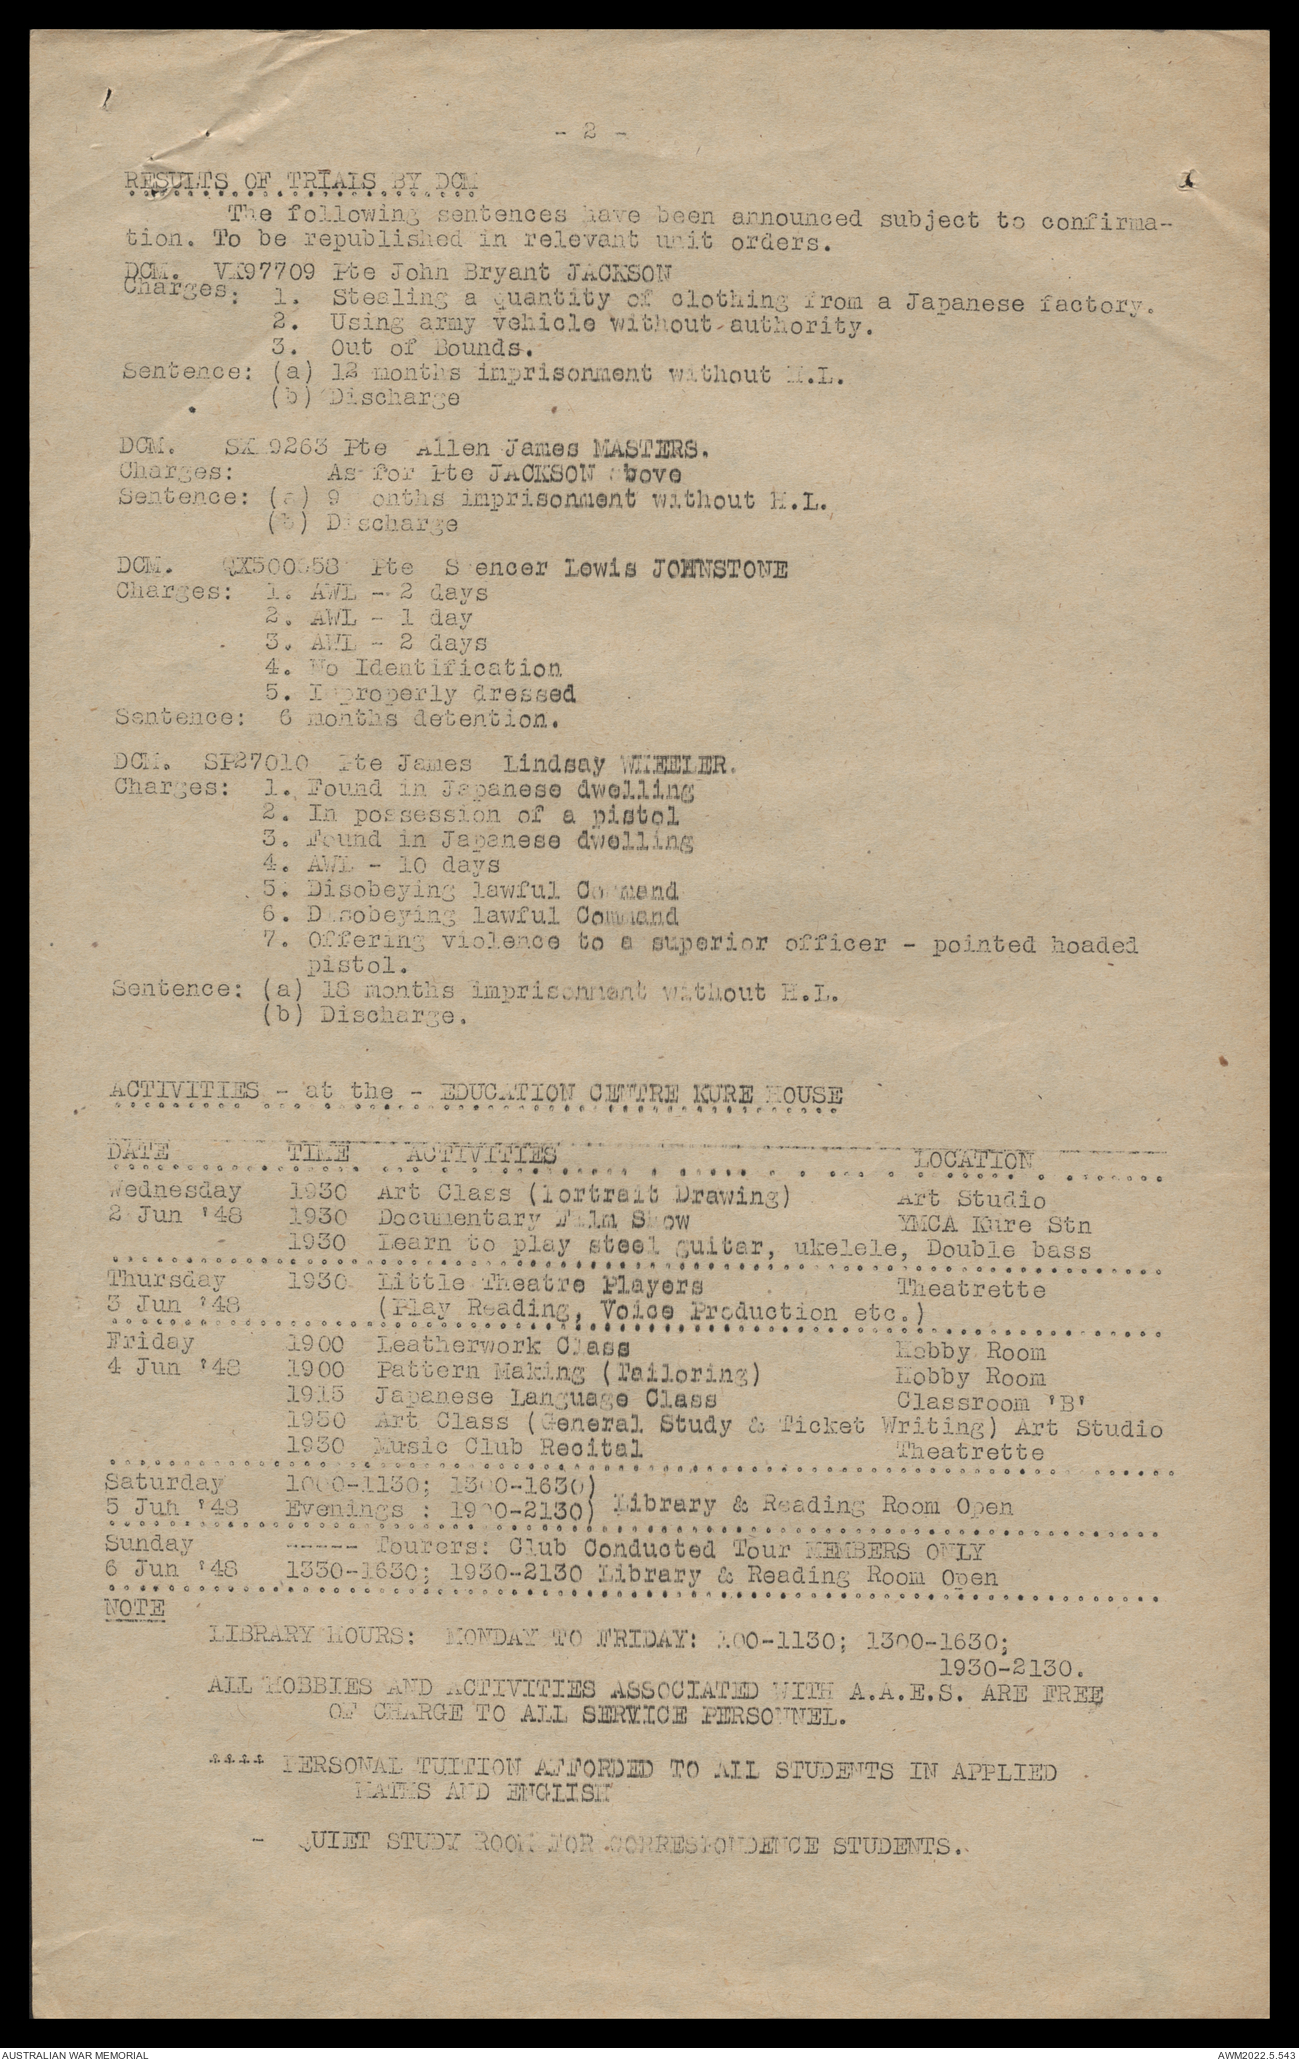 - 2 -
RESULTS OF TRIALS BY DCM
The following sentences have been announced subject to confirma-
tion. To be republished in relevant unit orders.
DCM. VX97709 Pte John Bryant JACKSON
Charges: 1. Stealing a quantity of clothing from a Japanese factory.
2. Using army vehicle without authority.
3. Out of Bounds.
Sentence: (a) 12 months imprisonment without H.L.
(b) Discharge
DCM. SX 9263 Pte Allen James MASTERS.
Charges: As for Pte JACKSON above
Sentence: (a) 9 months imprisonment without H.L.
(b) Discharge
DCM. Pte Spencer Lewis JOHNSTONE
Charges: 1. AWL - 2 days
2. AWL - 1 day
3. AWL - 2 days
4. No Identification
5. Improperly dressed
Sentence: 6 months detention.
DCM. SP27010 Pte James Lindsay WHEELER.
Charges: 1. Found in Japanese dwelling
2. In possession of a pistol
3. Found in Japanese dwelling
4. AWL - 10 days
5. Disobeying lawful Command
6. Disobeying lawful Command
7. Offering violence to a superior officer - pointed hoaded
pistol.
Sentence: (a) 18 months imprisonment without H.L.
(b) Discharge.
ACTIVITIES - at the - EDUCATION CENTRE KURE HOUSE
DATE TIME ACTIVITIES LOCATION
Wednesday 1930 Art Class (Portrait Drawing) Art Studio
2 Jun '48 1930 Documentary Film Show YMCA Kure Stn
1930 Learn to play steel guitar, ukelele, Double bass
Thursday 1930 Little Theatre Players Theatrette
3 Jun '48 (Play Reading, Voice Production etc.)
Friday 1900 Leatherwork Class Hobby Room
4 Jun '48 1900 Pattern Making (Tailoring) Hobby Room
1915 Japanese Language Class Classroom 'B'
1930 Art Class (General Study & Ticket Writing) Art Studio
1930 Music Club Recital Theatrette
Saturday 1000-1130; 1300-1630)
5 Jun '48 Evenings : 1900-2130) Library & Reading Room Open
Sunday ----- Tourers: Club Conducted Tour MEMBERS ONLY
6 Jun '48 1330-1630; 1930-2130 Library & Reading Room Open
NOTE
LIBRARY HOURS: MONDAY TO FRIDAY: 1300-1630;
1930-2130.
ALL HOBBIES AND ACTIVITIES ASSOCIATED WITH A.A.E.S. ARE FREE
OF CHARGE TO ALL SERVICE PERSONNEL.
**** PERSONAL TUITION AFFORDED TO ALL STUDENTS IN APPLIED
MATHS AND ENGLISH
- QUIET STUDY ROOM FOR CORRESPONDENCE STUDENTS.
AUSTRALIAN WAR MEMORIAL
AWM2022.5.543